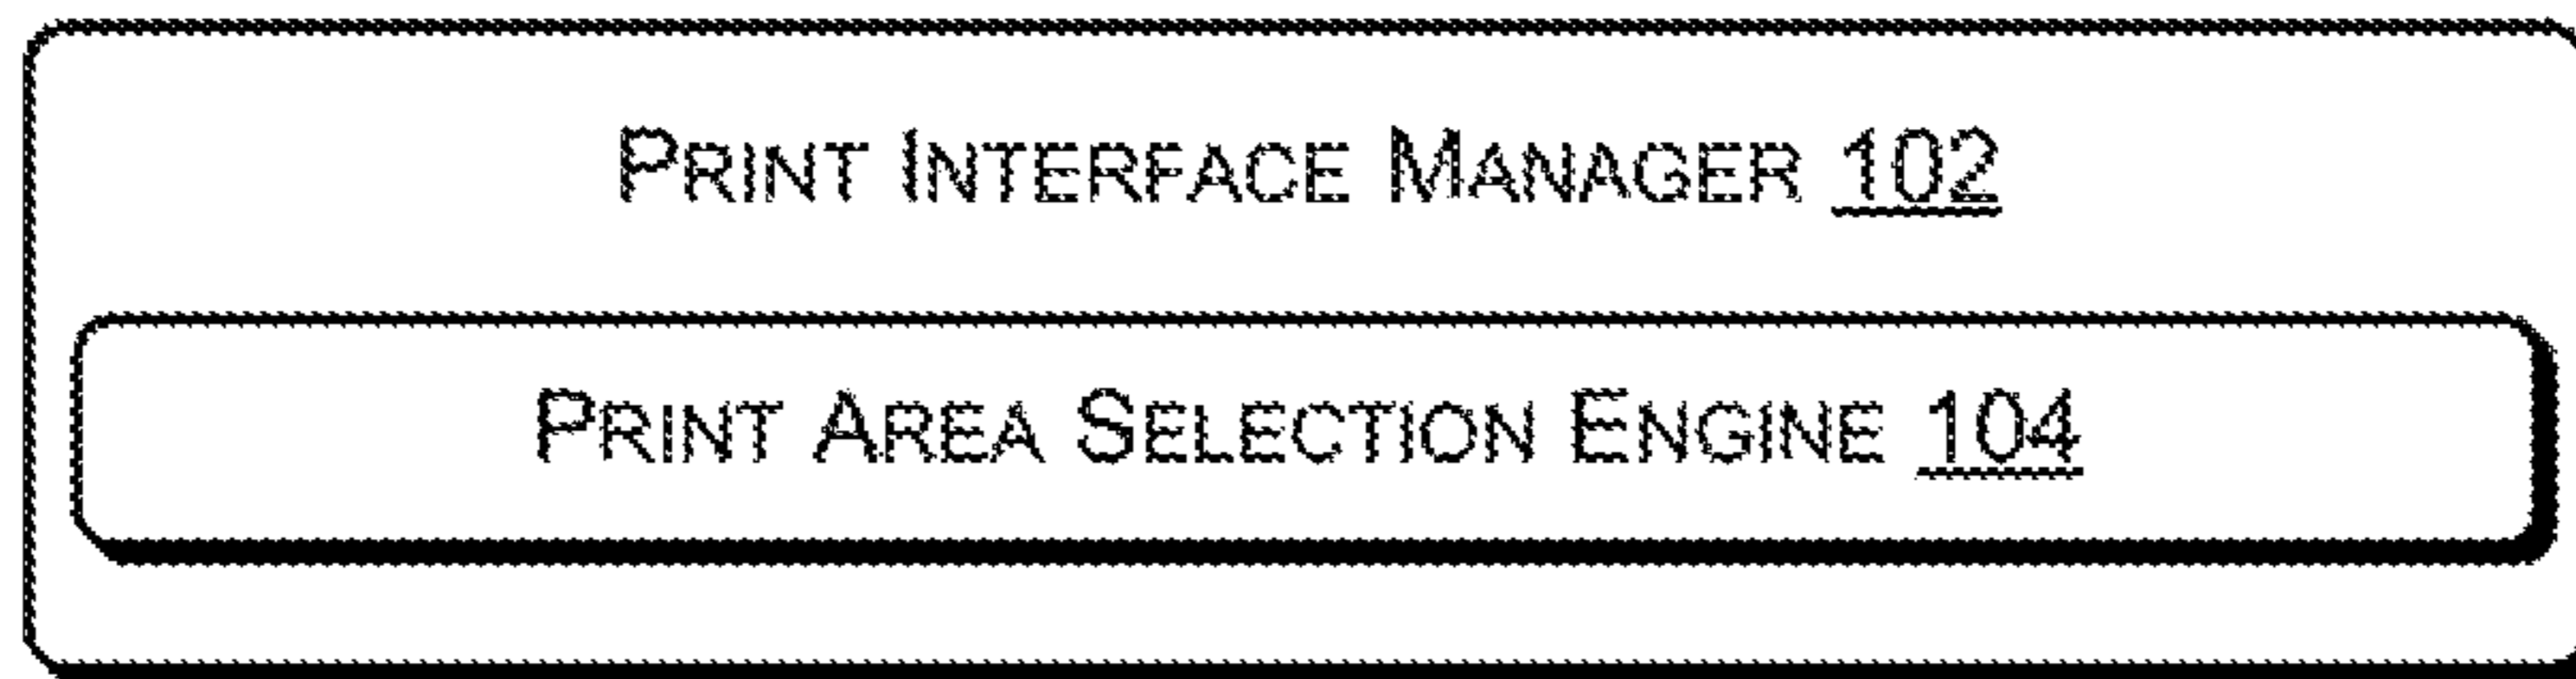 PRINT INTERFACE MANAGER 102
PRINT AREA SELECTION ENGINE 104